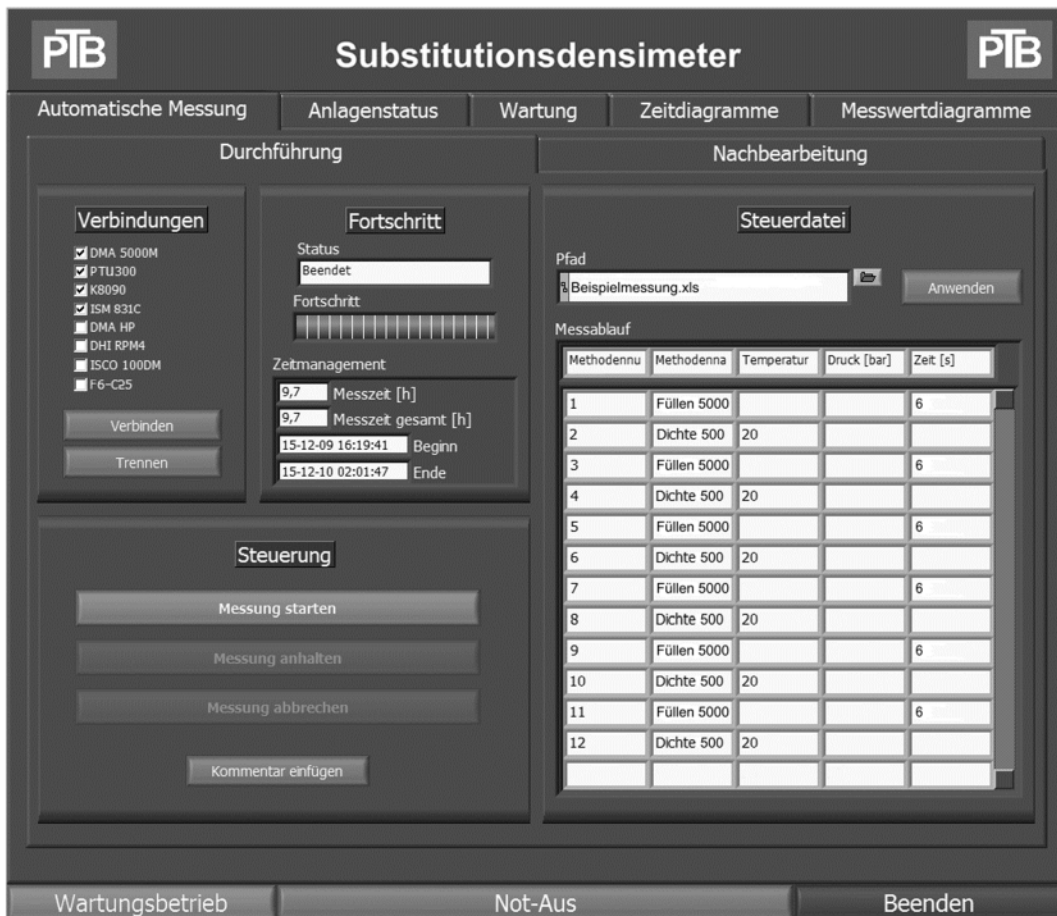 PTB
Substitutionsdensimeter
PTB
Automatische Messung
Anlagenstatus
Wartung
Zeitdiagramme
Messwertdiagramme
Durchführung
Nachbearbeitung
Verbindungen
DMA 5000M
PTU300
K8090
ISM 831C
DMA HP
DHI RPM4
ISCO 100DM
F6-C25
Verbinden
Trennen
Fortschritt
Status
Beendet
Fortschritt
Zeitmanagement
9,7 Messzeit [h]
9,7 Messzeit gesamt [h]
15-12-09 16:19:41 Beginn
15-12-10 02:01:47 Ende
Steuerung
Messung starten
Messung anhalten
Messung abbrechen
Kommentar einfügen
Steuerdatei
Pfad
Beispielmessung.xls
Anwenden
Messablauf
Methodennu Methodenna Temperatur Druck [bar] Zeit [s]
1 Füllen 5000 6
2 Dichte 500 20
3 Füllen 5000 6
4 Dichte 500 20
5 Füllen 5000 6
6 Dichte 500 20
7 Füllen 5000 6
8 Dichte 500 20
9 Füllen 5000 6
10 Dichte 500 20
11 Füllen 5000 6
12 Dichte 500 20
Wartungsbetrieb
Not-Aus
Beenden